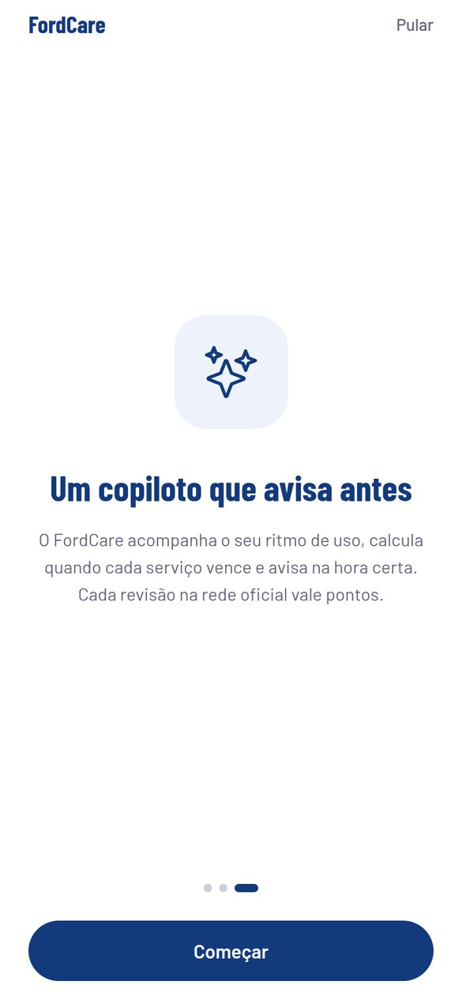 FordCare
Pular
Um copiloto que avisa antes
O FordCare acompanha o seu ritmo de uso, calcula
quando cada serviço vence e avisa na hora certa.
Cada revisão na rede oficial vale pontos.
Começar